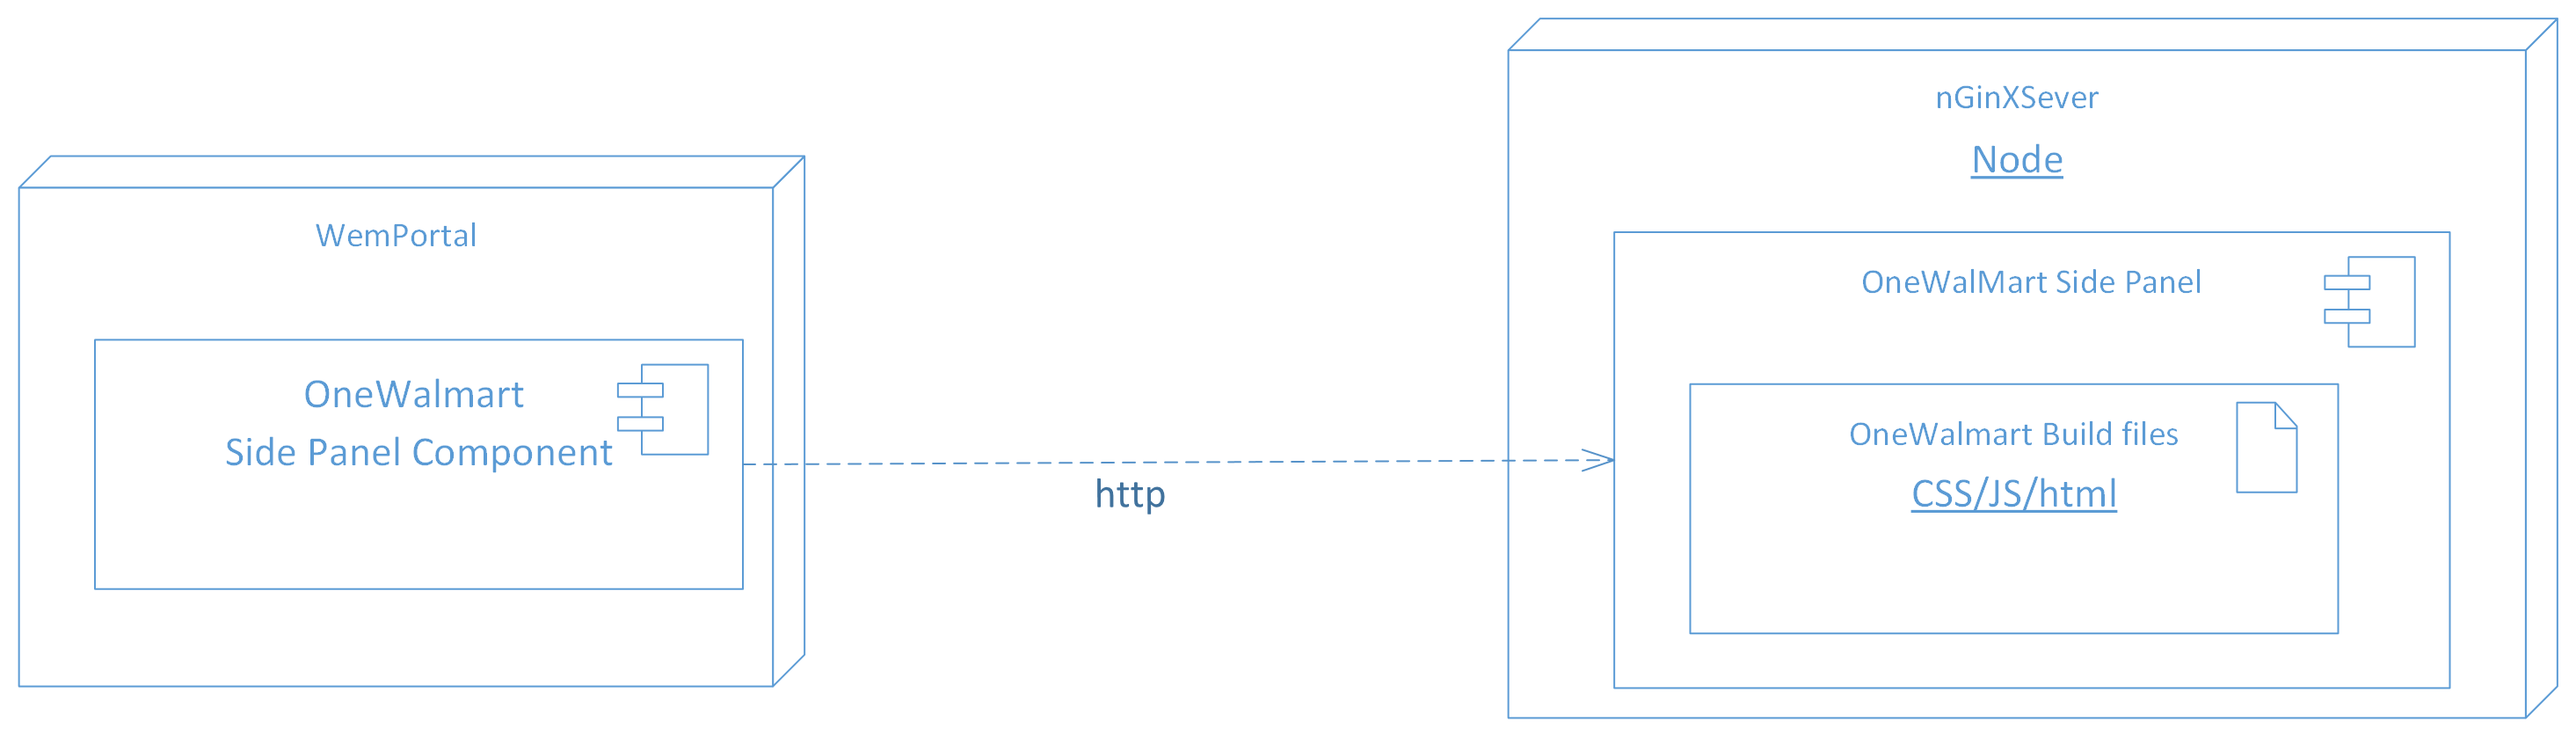 WemPortal
OneWalmart
Side Panel Component
http
nGinXSever
Node
OneWalMart Side Panel
OneWalmart Build files
CSS/JS/html